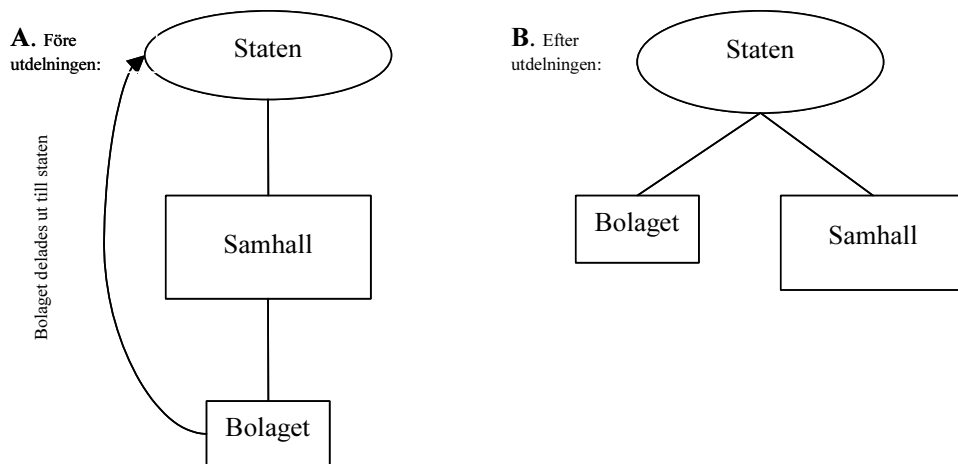 A. Före
utdelningen:
Staten
Bolaget delades ut till staten
Samhall
Bolaget
B. Efter
utdelningen:
Staten
Bolaget
Samhall